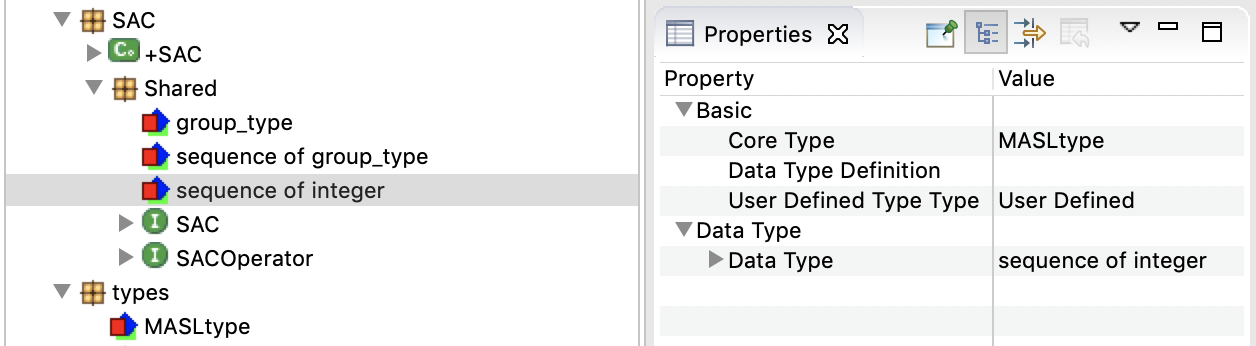 SAC
+SAC
Shared
group_type
sequence of group_type
sequence of integer
SAC
SACOperator
types
MASLtype
Properties
Property Value
Basic
Core Type MASLtype
Data Type Definition
User Defined Type Type User Defined
Data Type
Data Type sequence of integer